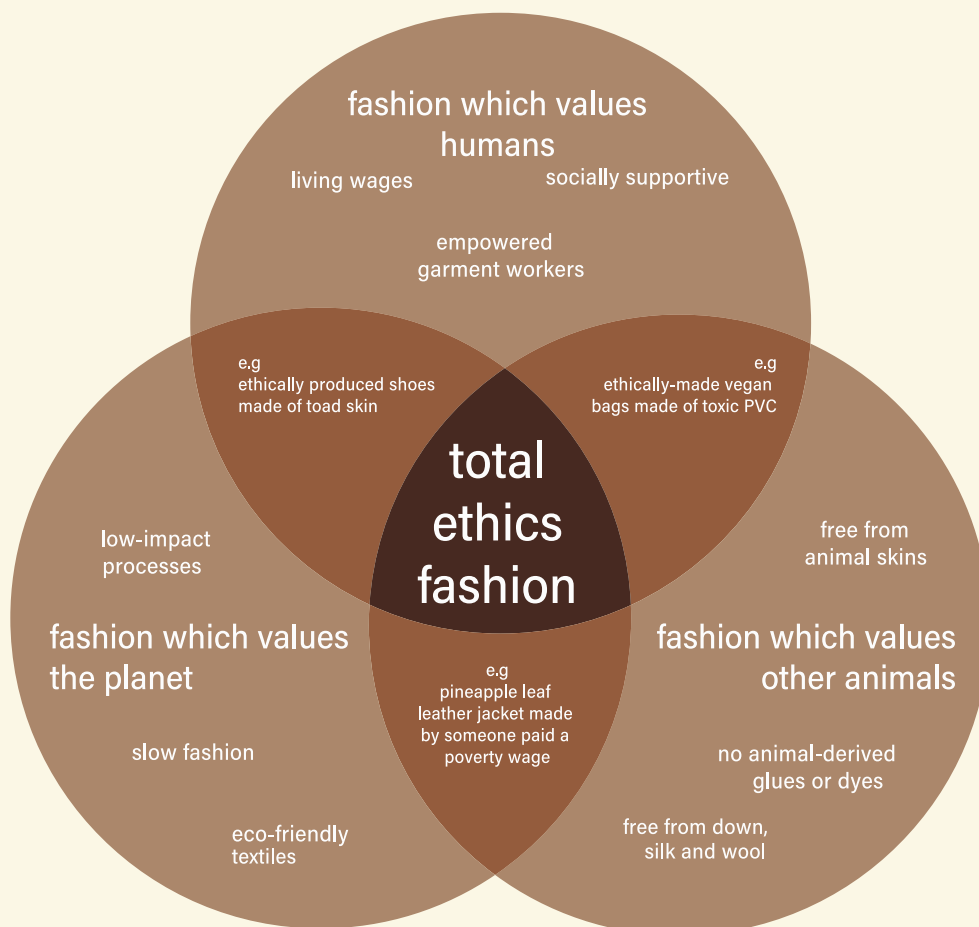 fashion which values
humans
living wages
socially supportive
empowered
garment workers
e.g
ethically produced shoes
made of toad skin
e.g
ethically-made vegan
bags made of toxic PVC
total
ethics
fashion
low-impact
processes
fashion which values
the planet
slow fashion
eco-friendly
textiles
e.g
pineapple leaf
leather jacket made
by someone paid a
poverty wage
free from
animal skins
fashion which values
other animals
no animal-derived
glues or dyes
free from down,
silk and wool